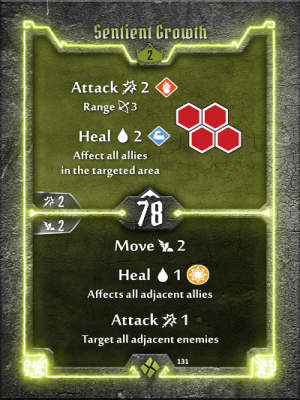 Sentient Growth
2
Attack 2
Range 3
Heal 2
Affect all allies
in the targeted area
2
78
2
Move 2
Heal 1
Affects all adjacent allies
Attack 1
Target all adjacent enemies
131